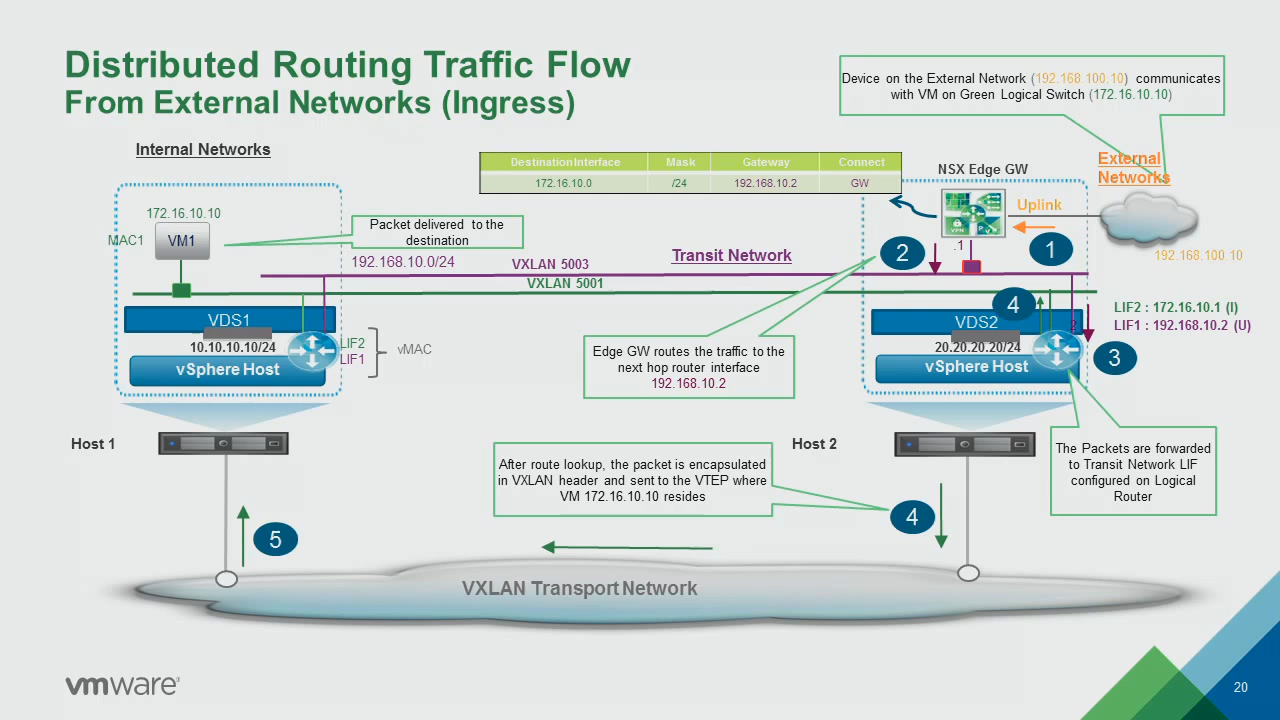 Distributed Routing Traffic Flow
From External Networks (Ingress)
Device on the External Network (192.168.100.10) communicates
with VM on Green Logical Switch (172.16.10.10)
Internal Networks
Destination Interface Mask Gateway Connect
172.16.10.0 /24 192.168.10.2 GW
NSX Edge GW
External
Networks
Uplink
172.16.10.10
MAC1
VM1
Packet delivered to the
destination
192.168.10.0/24
VXLAN 5003
Transit Network
VXLAN 5001
2
.1
1
192.168.100.10
VDS1
10.10.10.10/24
vSphere Host
LIF2
LIF1
vMAC
Edge GW routes the traffic to the
next hop router interface
192.168.10.2
4
VDS2
2
20.20.20.20/24
vSphere Host
LIF2 : 172.16.10.1 (I)
LIF1 : 192.168.10.2 (U)
3
Host 1
After route lookup, the packet is encapsulated
in VXLAN header and sent to the VTEP where
VM 172.16.10.10 resides
Host 2
The Packets are forwarded
to Transit Network LIF
configured on Logical
Router
4
5
VXLAN Transport Network
vmware
20